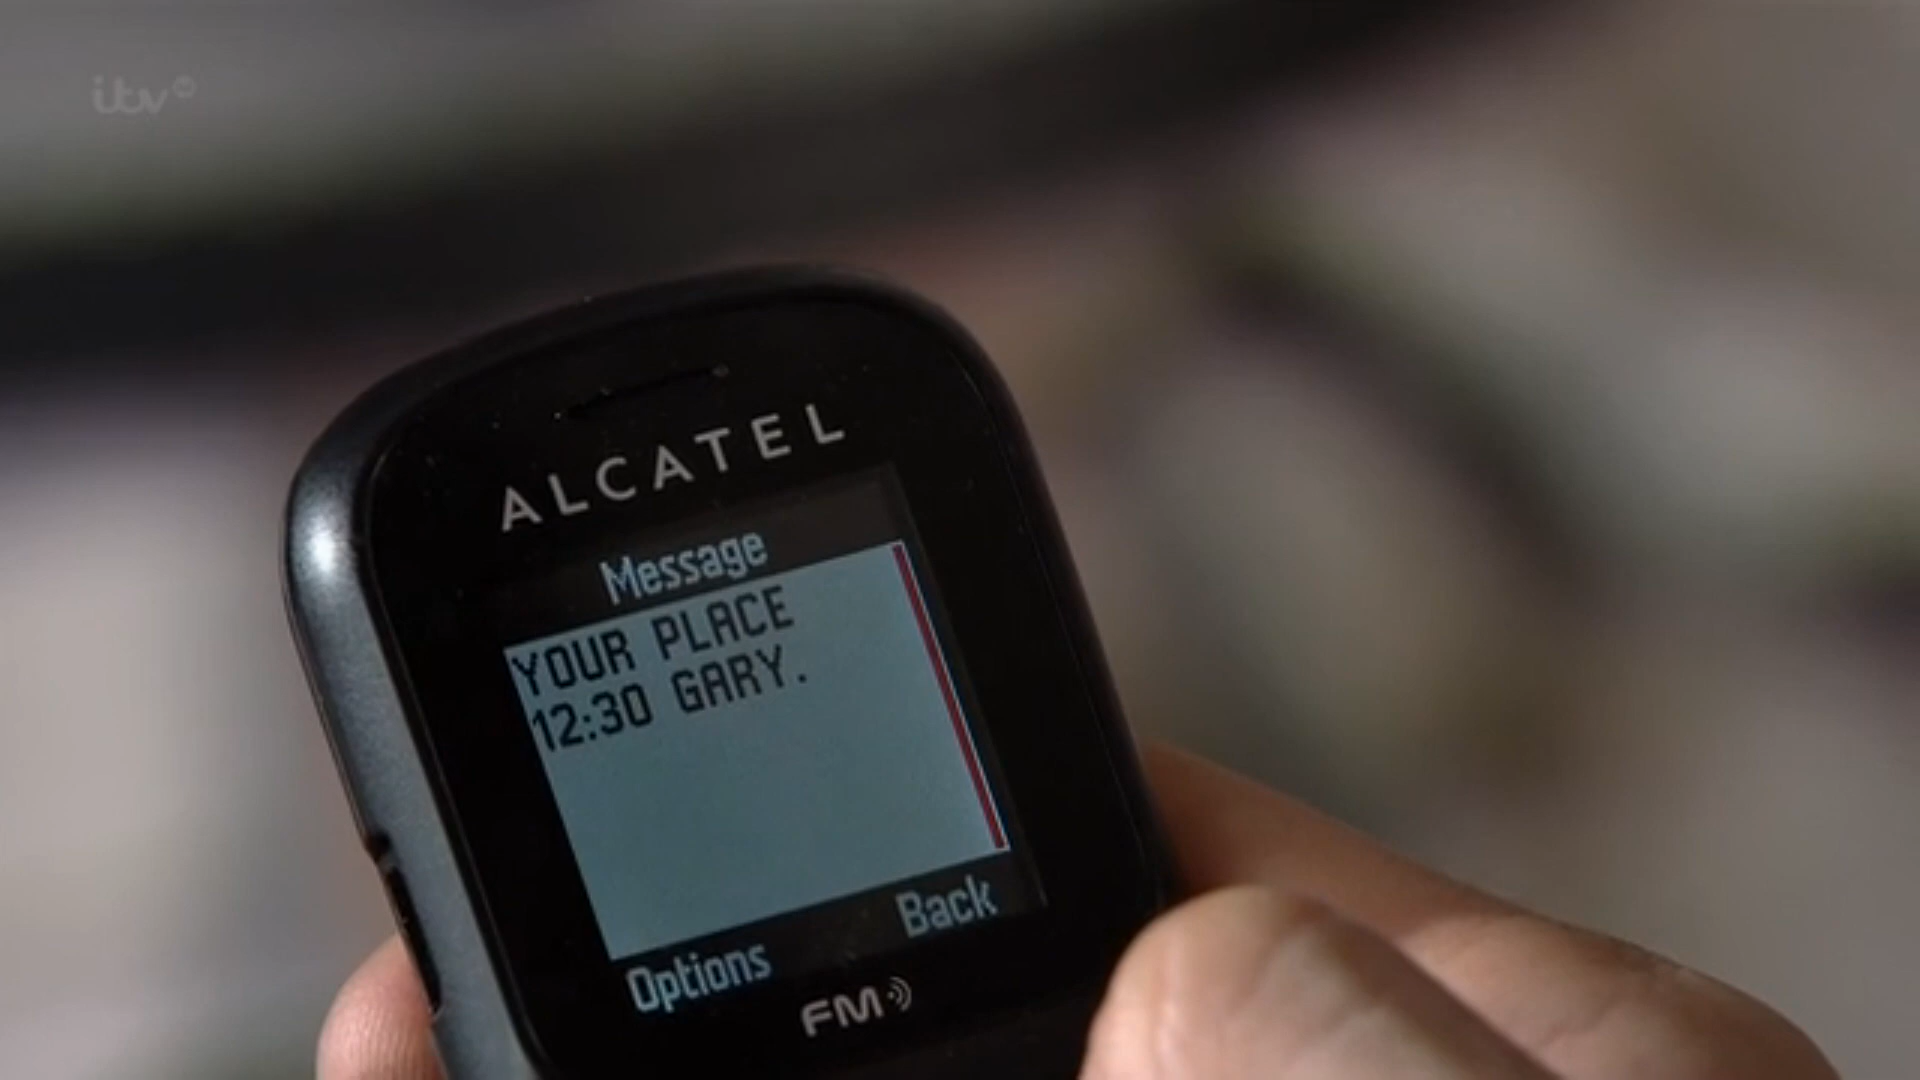 itv
ALCATEL
Message
YOUR PLACE
12:30 GARY.
Back
Options
FM